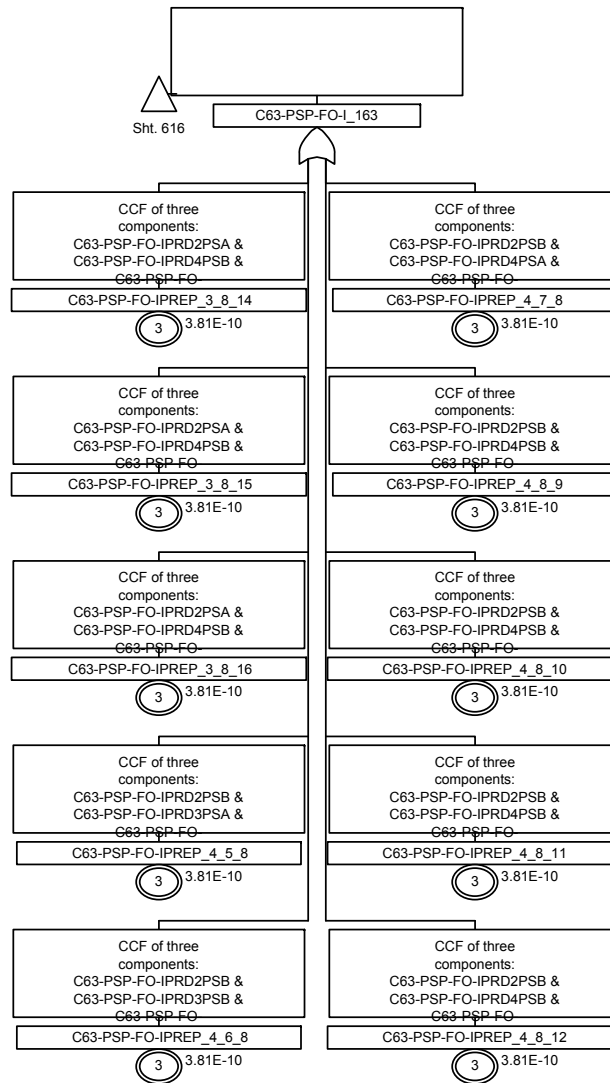 Sht. 616
C63-PSP-FO-I_163
CCF of three
components:
C63-PSP-FO-IPRD2PSA &
C63-PSP-FO-IPRD4PSB &
C63-PSP-FO-
C63-PSP-FO-IPREP_3_8_14
3
3.81E-10
CCF of three
components:
C63-PSP-FO-IPRD2PSB &
C63-PSP-FO-IPRD4PSA &
C63-PSP-FO-
C63-PSP-FO-IPREP_4_7_8
3
3.81E-10
CCF of three
components:
C63-PSP-FO-IPRD2PSA &
C63-PSP-FO-IPRD4PSB &
C63-PSP-FO-
C63-PSP-FO-IPREP_3_8_15
3
3.81E-10
CCF of three
components:
C63-PSP-FO-IPRD2PSB &
C63-PSP-FO-IPRD4PSB &
C63-PSP-FO-
C63-PSP-FO-IPREP_4_8_9
3
3.81E-10
CCF of three
components:
C63-PSP-FO-IPRD2PSA &
C63-PSP-FO-IPRD4PSB &
C63-PSP-FO-
C63-PSP-FO-IPREP_3_8_16
3
3.81E-10
CCF of three
components:
C63-PSP-FO-IPRD2PSB &
C63-PSP-FO-IPRD4PSB &
C63-PSP-FO-
C63-PSP-FO-IPREP_4_8_10
3
3.81E-10
CCF of three
components:
C63-PSP-FO-IPRD2PSB &
C63-PSP-FO-IPRD3PSA &
C63-PSP-FO-
C63-PSP-FO-IPREP_4_5_8
3
3.81E-10
CCF of three
components:
C63-PSP-FO-IPRD2PSB &
C63-PSP-FO-IPRD4PSB &
C63-PSP-FO-
C63-PSP-FO-IPREP_4_8_11
3
3.81E-10
CCF of three
components:
C63-PSP-FO-IPRD2PSB &
C63-PSP-FO-IPRD3PSB &
C63-PSP-FO-
C63-PSP-FO-IPREP_4_6_8
3
3.81E-10
CCF of three
components:
C63-PSP-FO-IPRD2PSB &
C63-PSP-FO-IPRD4PSB &
C63-PSP-FO-
C63-PSP-FO-IPREP_4_8_12
3
3.81E-10